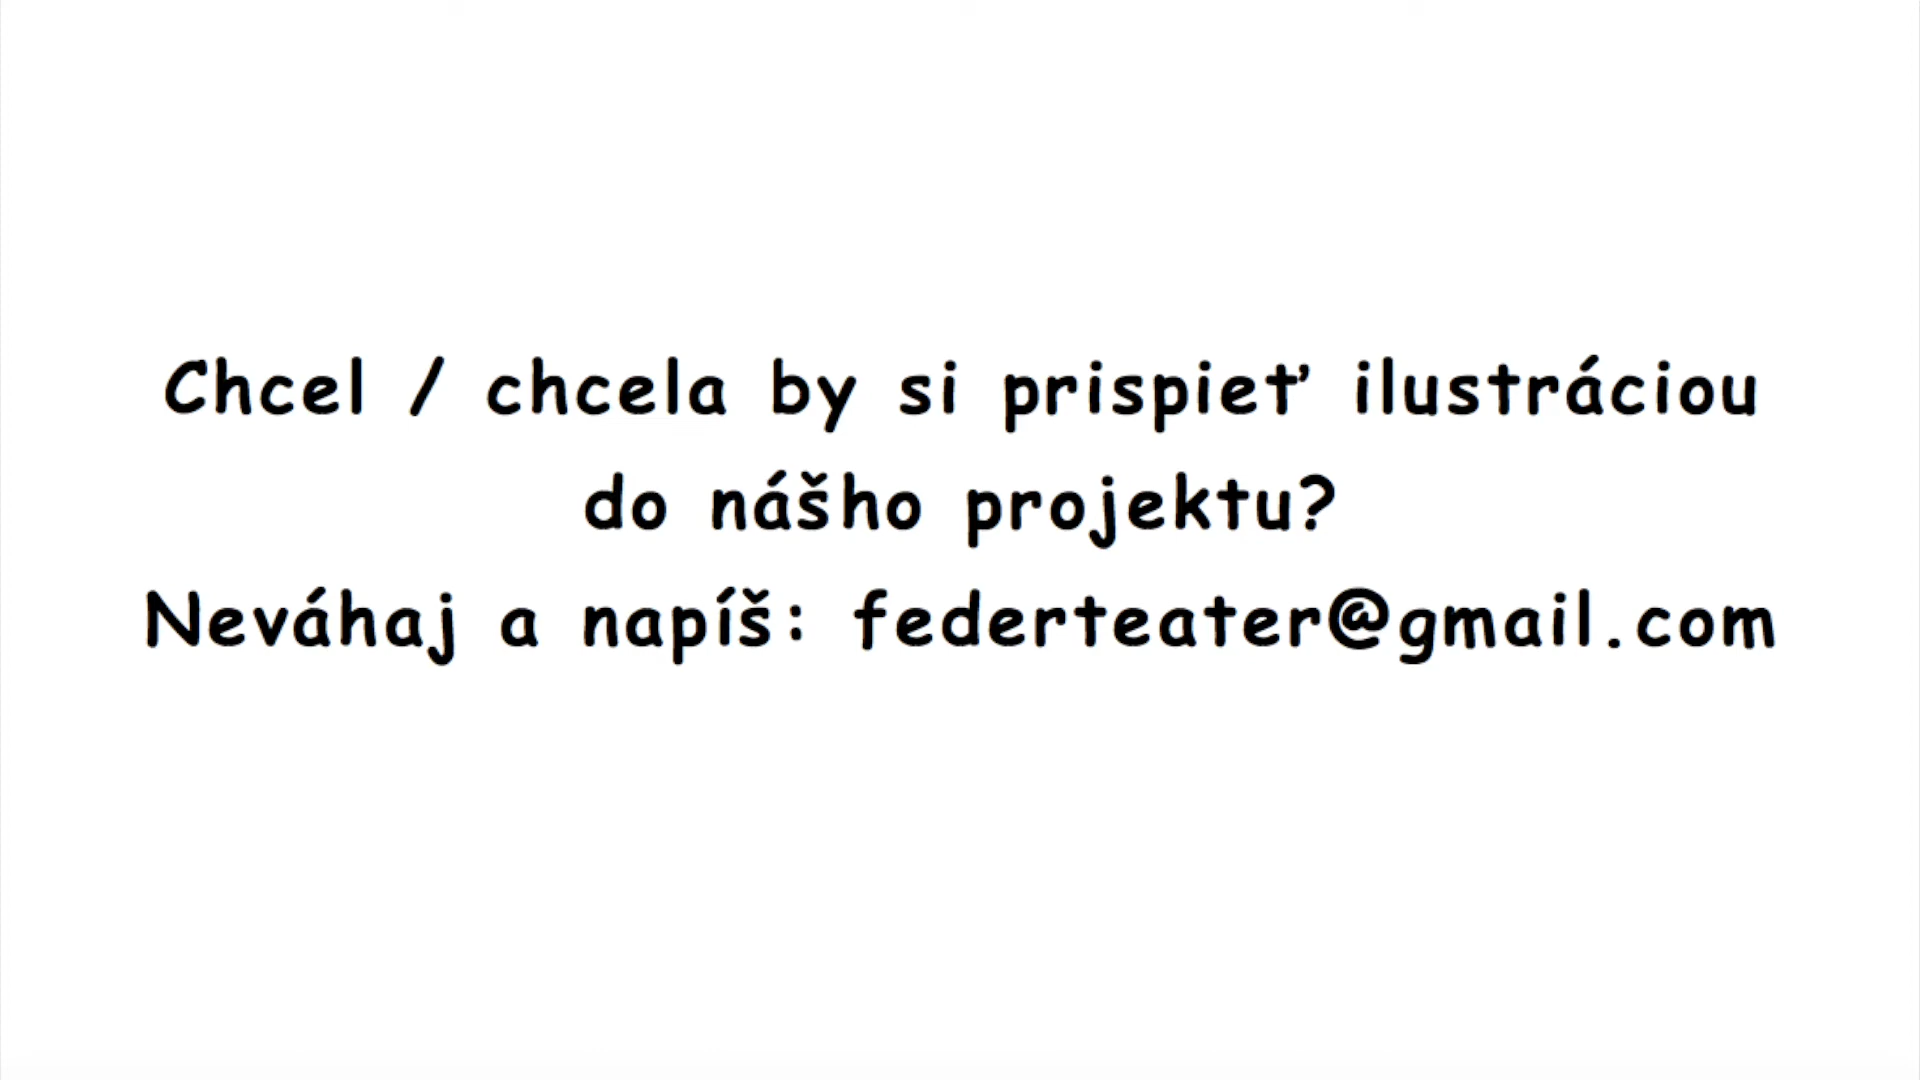 Chcel / chcela by si prispieť ilustráciou
do nášho projektu?
Neváhaj a napíš: federteater@gmail.com